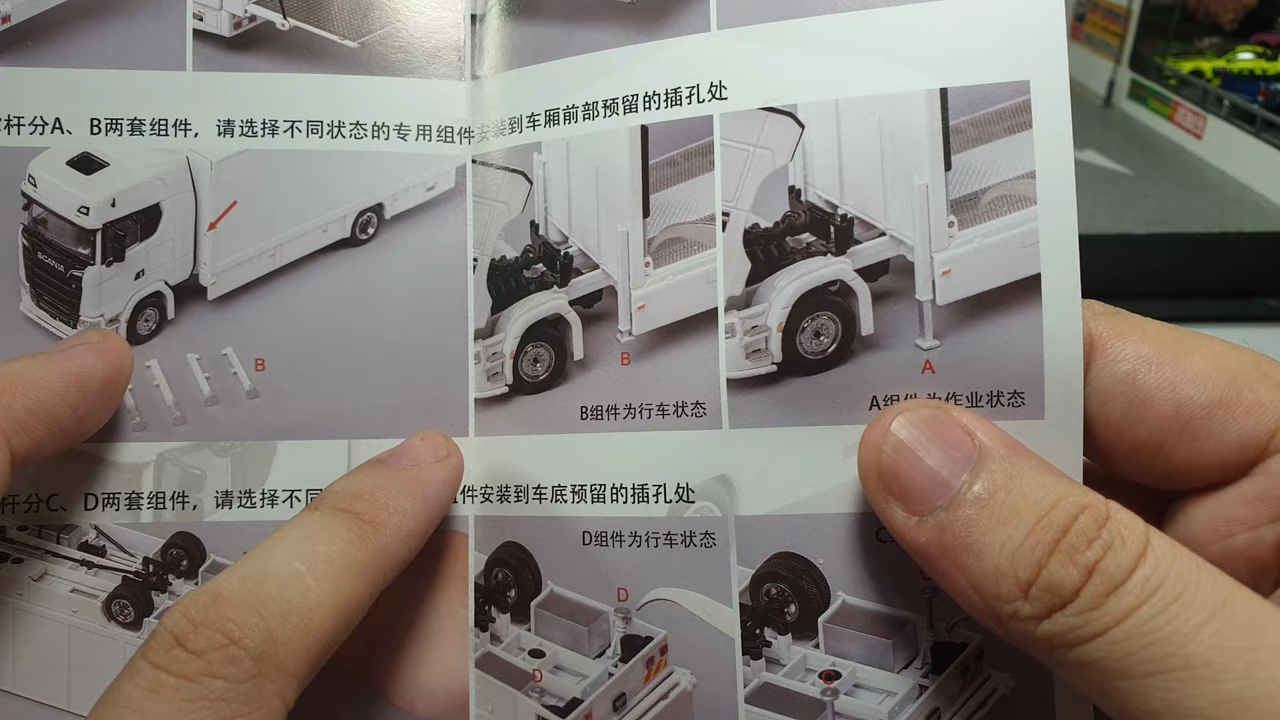 杆分A、B两套组件，请选择不同状态的专用组件安装到车厢前部预留的插孔处
SCANIA
B
B
A
B组件为行车状态
A组件为作业状态
杆分C、D两套组件，请选择不同
件安装到车底预留的插孔处
D组件为行车状态
C
D
D
C